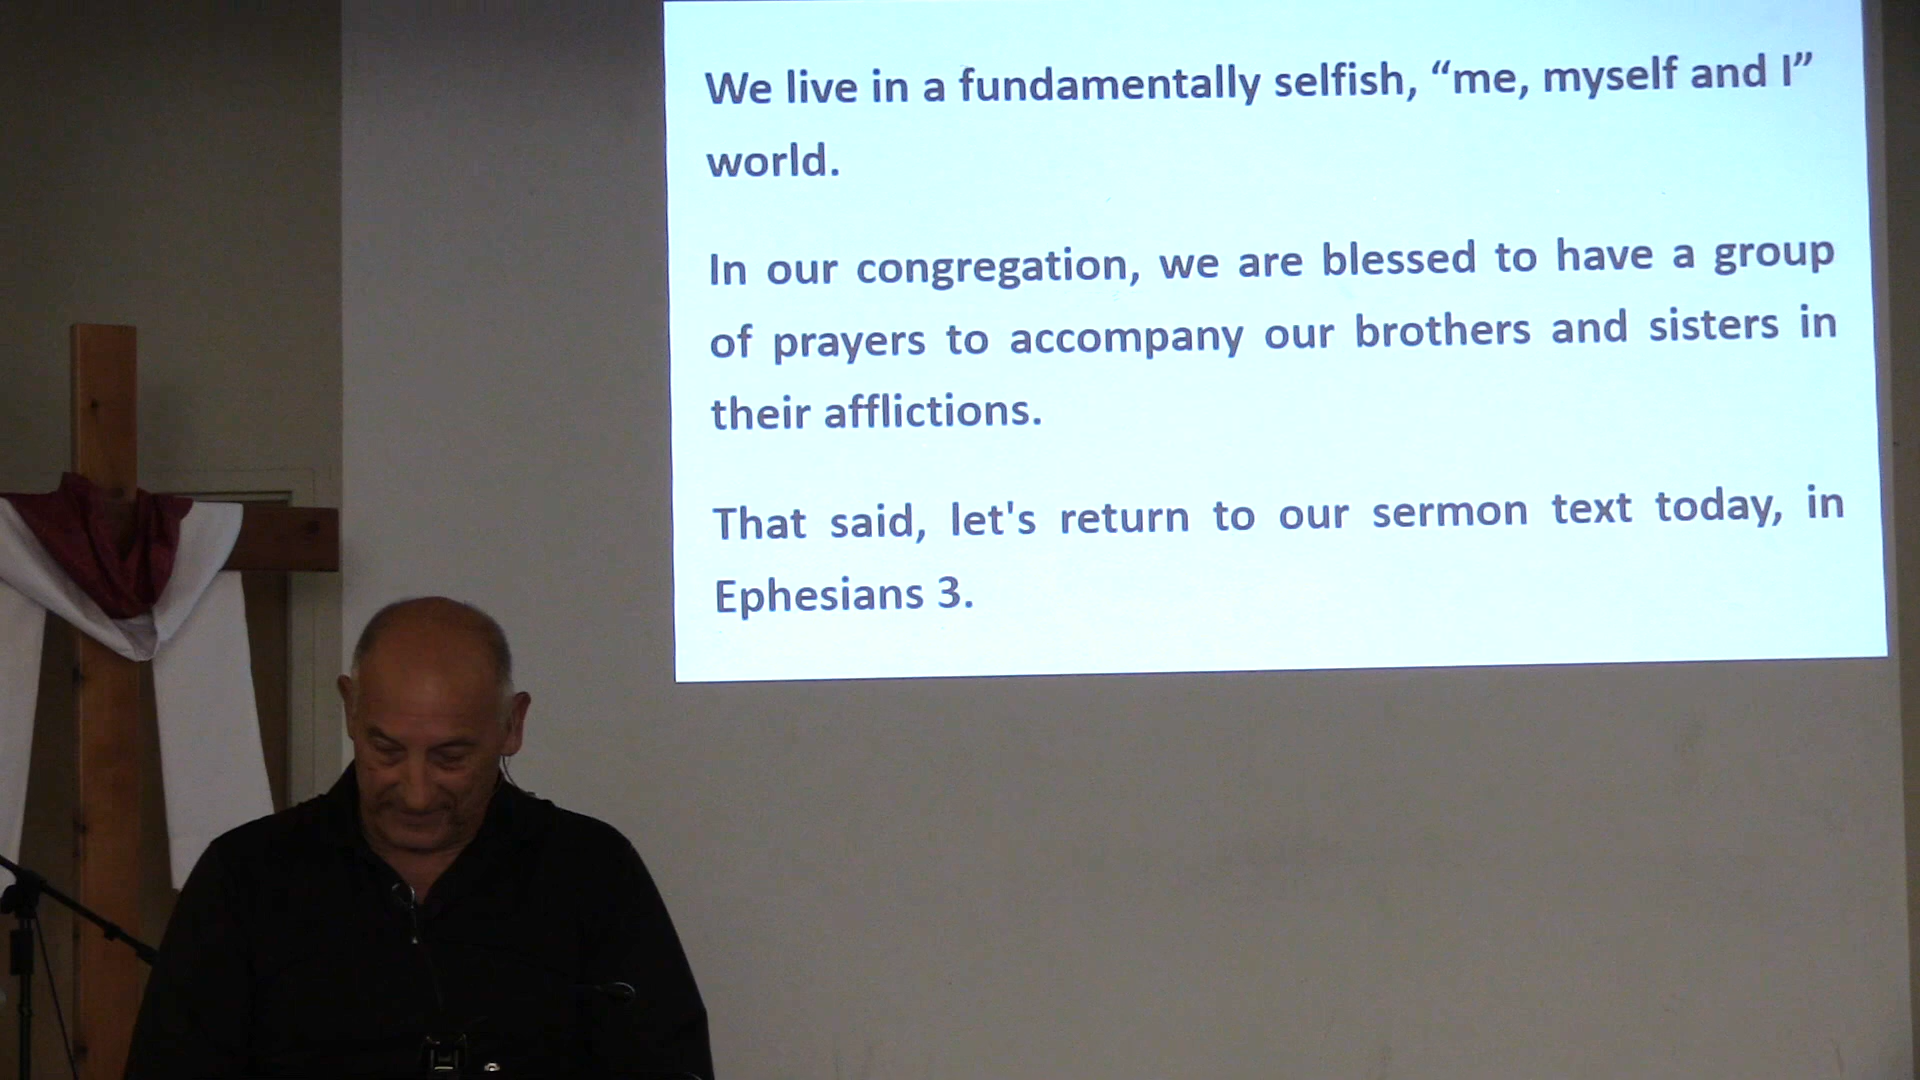 We live in a fundamentally selfish, “me, myself and I”
world.
In our congregation, we are blessed to have a group
of prayers to accompany our brothers and sisters in
their afflictions.
That said, let's return to our sermon text today, in
Ephesians 3.